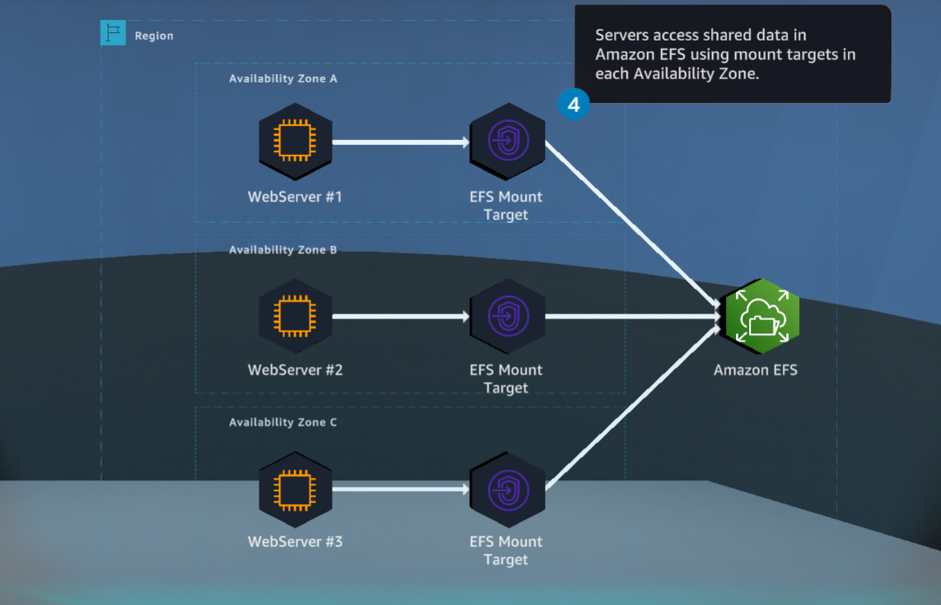 Region
Servers access shared data in
Amazon EFS using mount targets in
each Availability Zone.
4
Availability Zone A
WebServer #1
EFS Mount
Target
Availability Zone B
WebServer #2
EFS Mount
Target
Amazon EFS
Availability Zone C
WebServer #3
EFS Mount
Target